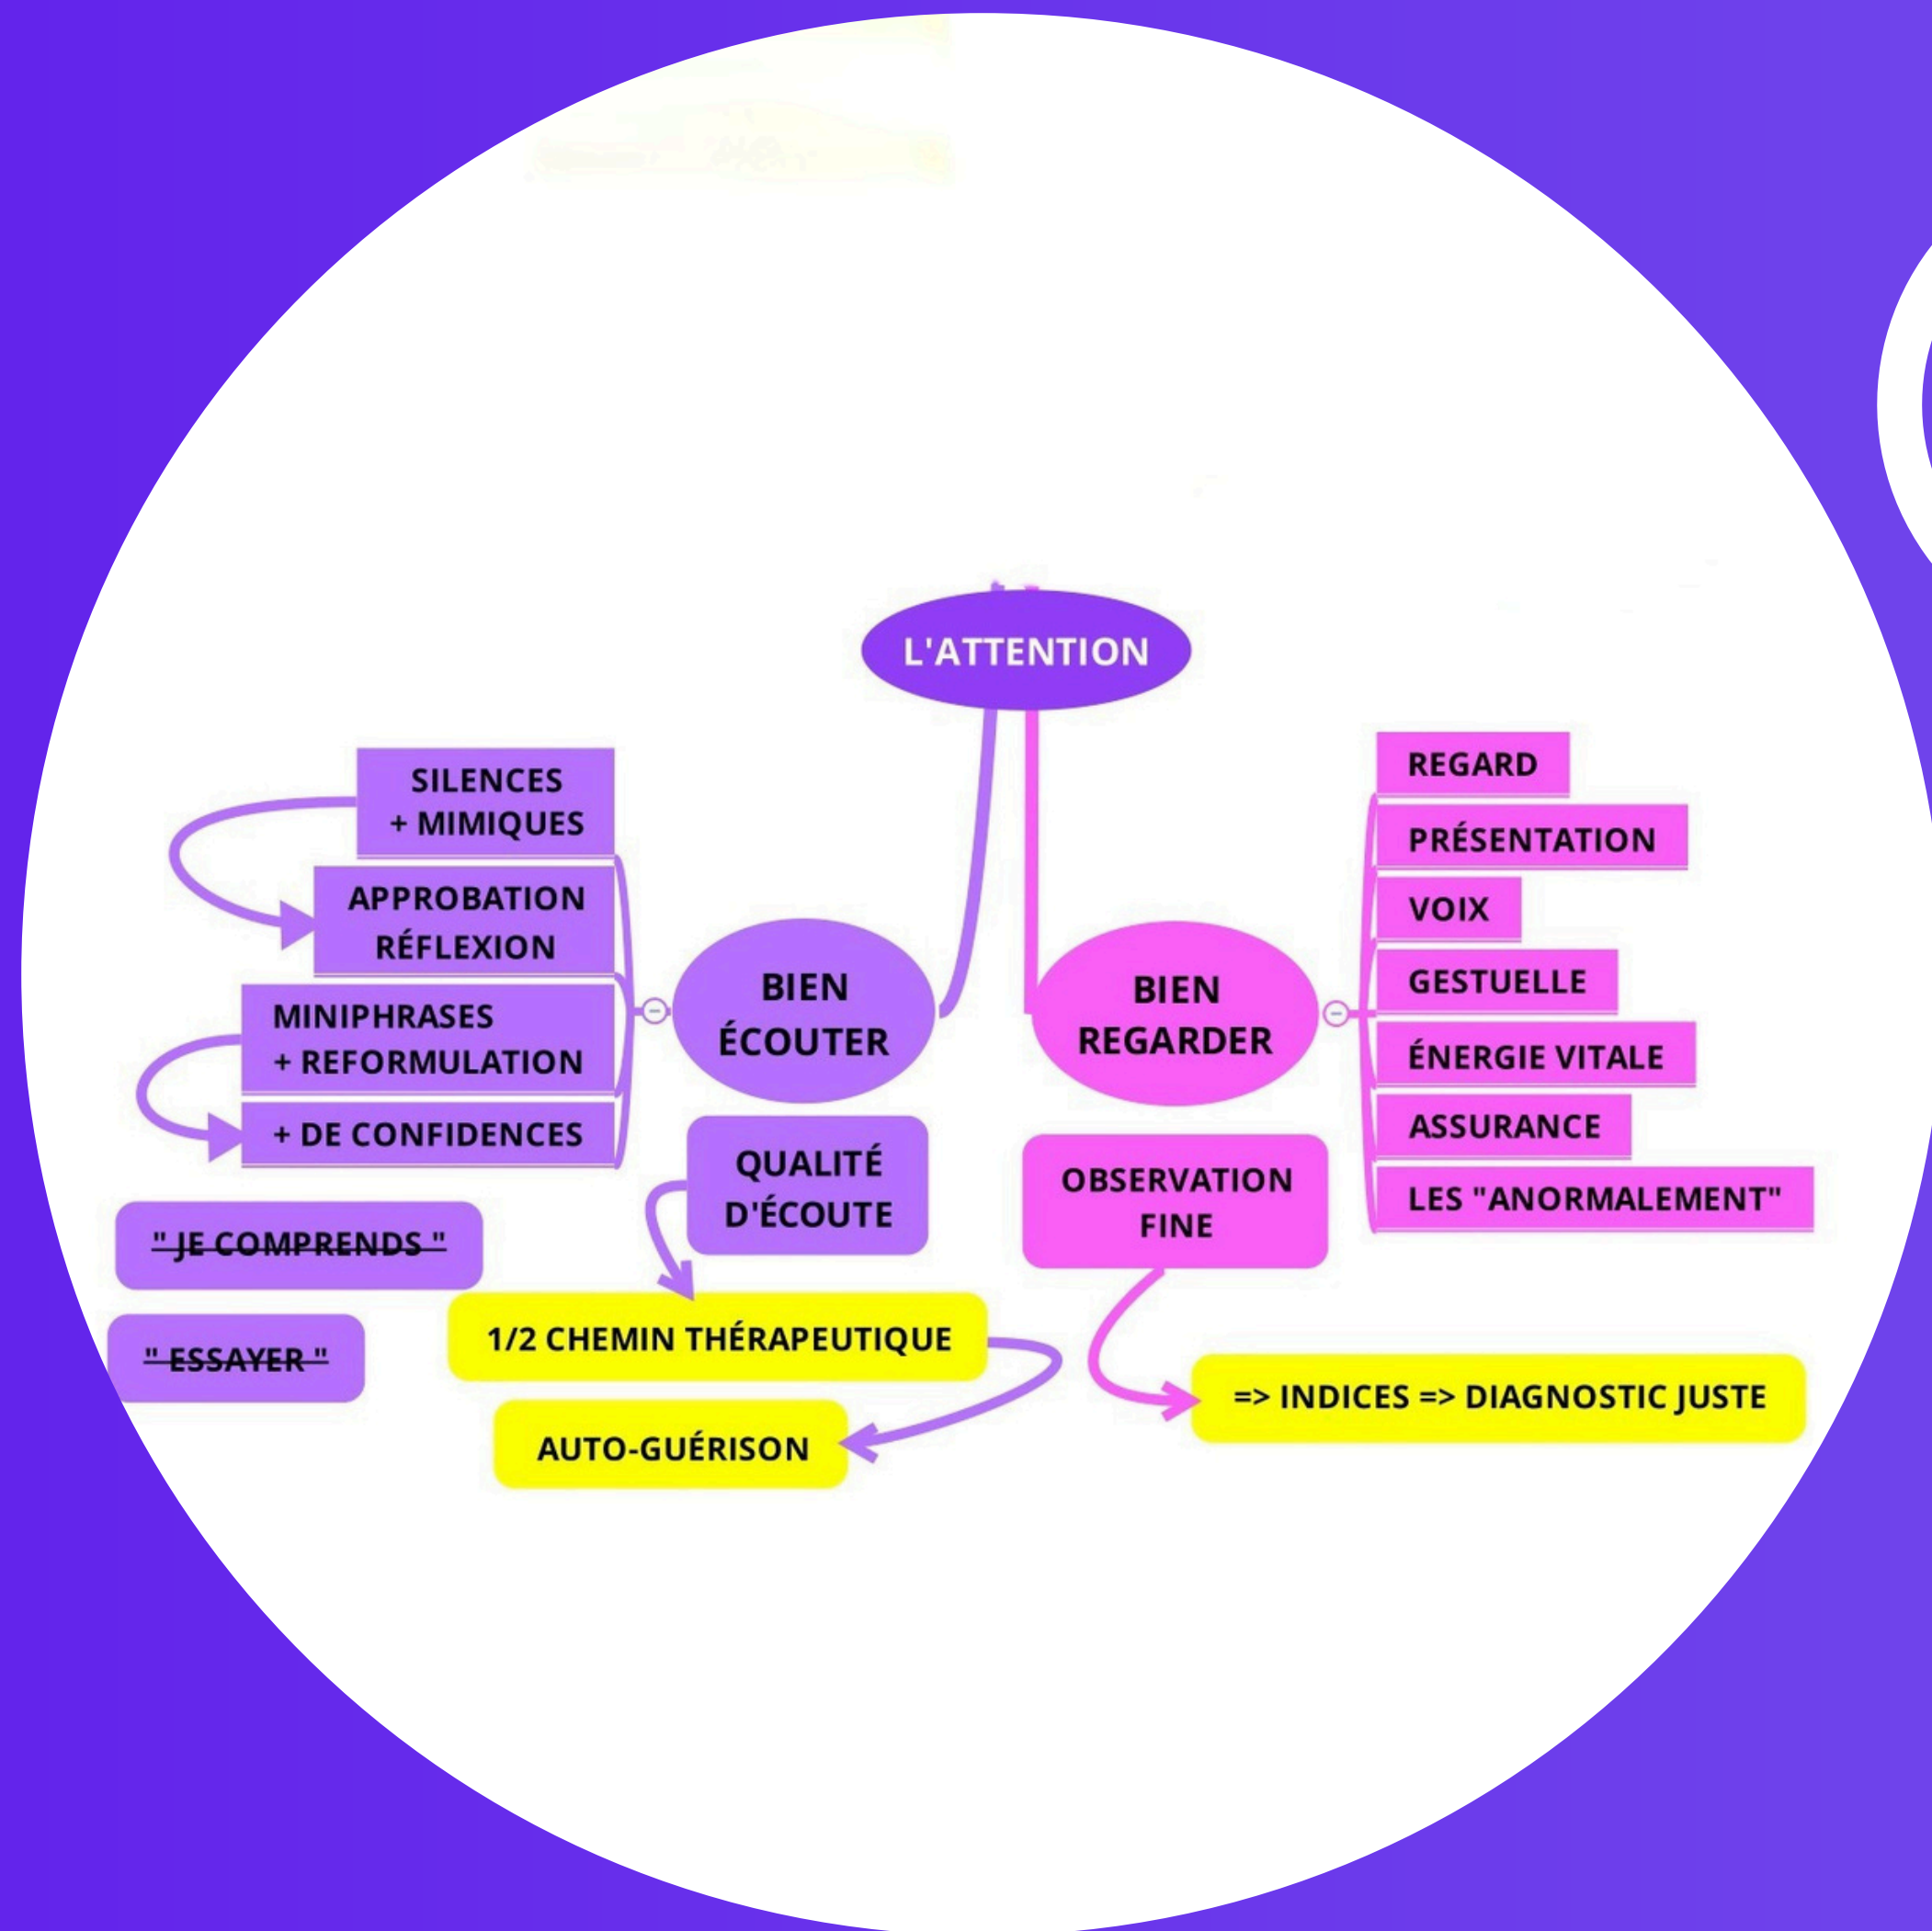 L'ATTENTION
SILENCES
+ MIMIQUES
APPROBATION
RÉFLEXION
MINIPHRASES
+ REFORMULATION
+ DE CONFIDENCES
BIEN
ÉCOUTER
QUALITÉ
D'ÉCOUTE
" JE COMPRENDS "
" ESSAYER "
1/2 CHEMIN THÉRAPEUTIQUE
AUTO-GUÉRISON
BIEN
REGARDER
REGARD
PRÉSENTATION
VOIX
GESTUELLE
ÉNERGIE VITALE
ASSURANCE
LES "ANORMALEMENT"
OBSERVATION
FINE
=> INDICES => DIAGNOSTIC JUSTE